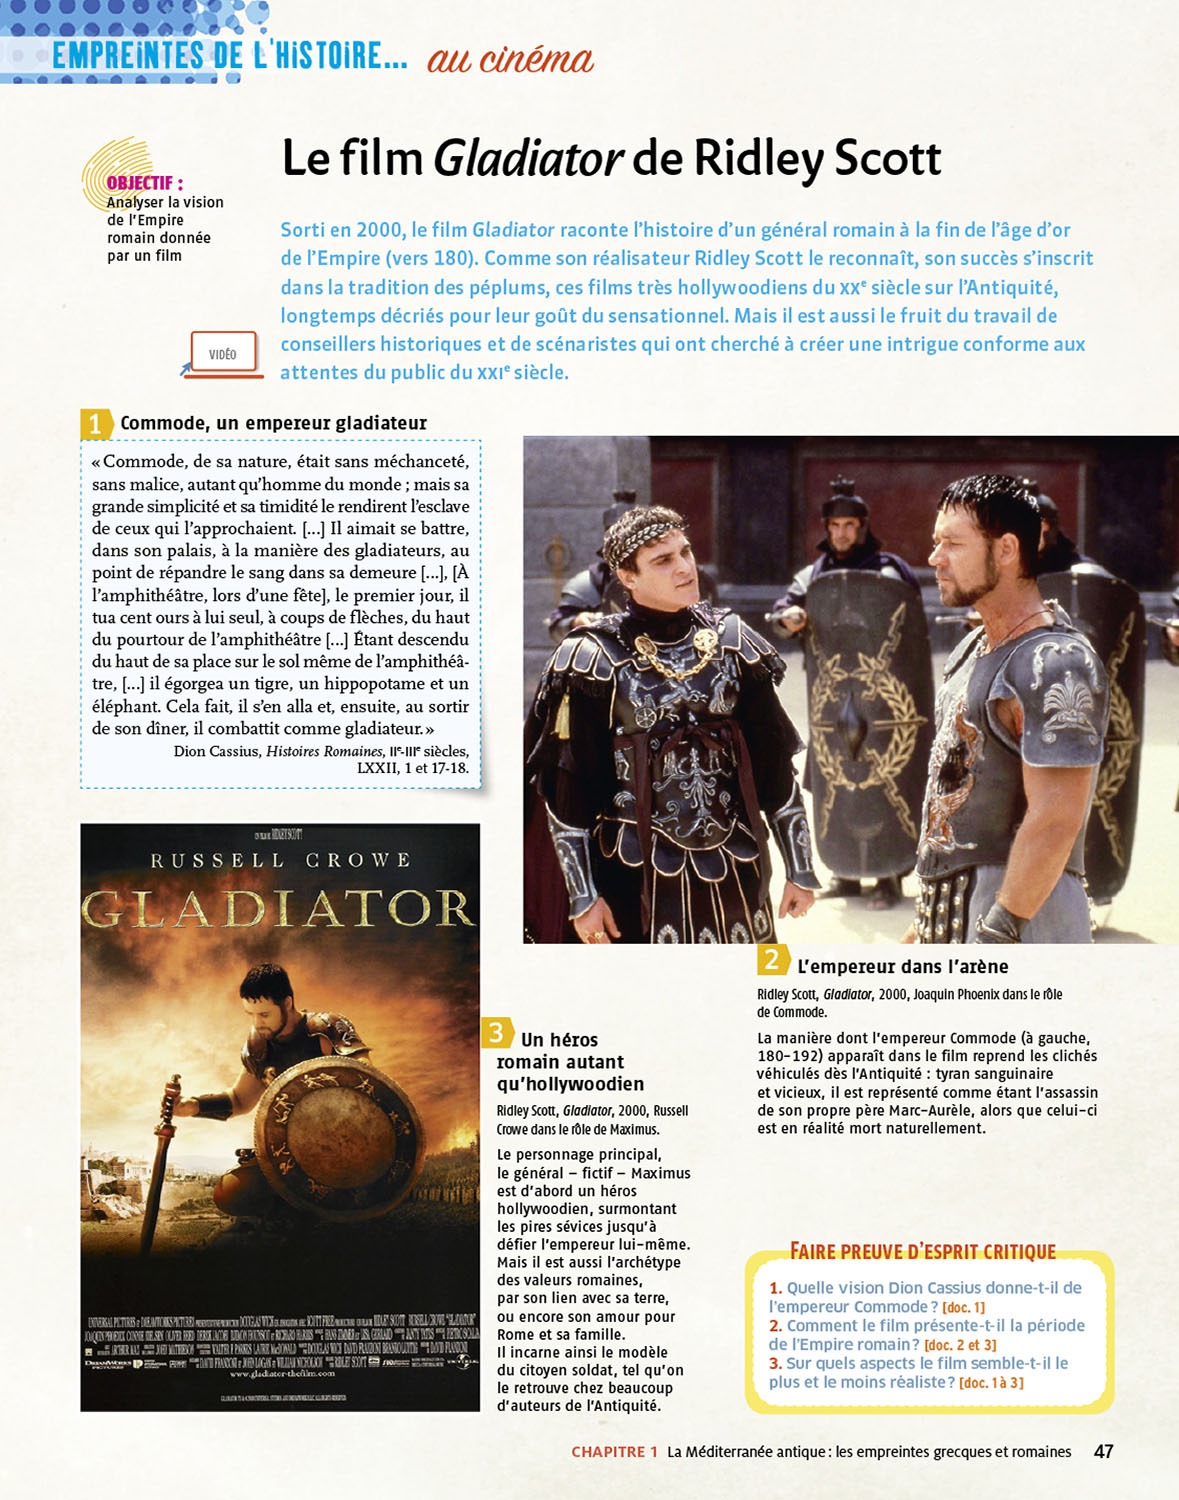 EMPREINTES DE L'HISTOIRE... au cinéma
OBJECTIF :
Analyser la vision
de l'Empire
romain donnée
par un film
Le film Gladiator de Ridley Scott
Sorti en 2000, le film Gladiator raconte l'histoire d'un général romain à la fin de l'âge d'or
de l'Empire (vers 180). Comme son réalisateur Ridley Scott le reconnaît, son succès s'inscrit
dans la tradition des péplums, ces films très hollywoodiens du XXe siècle sur l'Antiquité,
longtemps décriés pour leur goût du sensationnel. Mais il est aussi le fruit du travail de
conseillers historiques et de scénaristes qui ont cherché à créer une intrigue conforme aux
attentes du public du XXIe siècle.
VIDÉO
1 Commode, un empereur gladiateur
« Commode, de sa nature, était sans méchanceté,
sans malice, autant qu'homme du monde ; mais sa
grande simplicité et sa timidité le rendirent l'esclave
de ceux qui l'approchaient. [...] Il aimait se battre,
dans son palais, à la manière des gladiateurs, au
point de répandre le sang dans sa demeure [...], [À
l'amphithéâtre, lors d'une fête], le premier jour, il
tua cent ours à lui seul, à coups de flèches, du haut
du pourtour de l'amphithéâtre [...] Étant descendu
du haut de sa place sur le sol même de l'amphithéâ-
tre, [...] il égorgea un tigre, un hippopotame et un
éléphant. Cela fait, il s'en alla et, ensuite, au sortir
de son dîner, il combattit comme gladiateur. »
Dion Cassius, Histoires Romaines, IIe-IIIe siècles,
LXXII, 1 et 17-18.
UN FILM DE RIDLEY SCOTT
RUSSELL CROWE
GLADIATOR
www.gladiator-thefilm.com
2 L'empereur dans l'arène
Ridley Scott, Gladiator, 2000, Joaquin Phoenix dans le rôle
de Commode.
La manière dont l'empereur Commode (à gauche,
180-192) apparaît dans le film reprend les clichés
véhiculés dès l'Antiquité : tyran sanguinaire
et vicieux, il est représenté comme étant l'assassin
de son propre père Marc-Aurèle, alors que celui-ci
est en réalité mort naturellement.
3 Un héros
romain autant
qu'hollywoodien
Ridley Scott, Gladiator, 2000, Russell
Crowe dans le rôle de Maximus.
Le personnage principal,
le général – fictif – Maximus
est d'abord un héros
hollywoodien, surmontant
les pires sévices jusqu'à
défier l'empereur lui-même.
Mais il est aussi l'archétype
des valeurs romaines,
par son lien avec sa terre,
ou encore son amour pour
Rome et sa famille.
Il incarne ainsi le modèle
du citoyen soldat, tel qu'on
le retrouve chez beaucoup
d'auteurs de l'Antiquité.
FAIRE PREUVE D'ESPRIT CRITIQUE
1. Quelle vision Dion Cassius donne-t-il de
l'empereur Commode ? [doc. 1]
2. Comment le film présente-t-il la période
de l'Empire romain ? [doc. 2 et 3]
3. Sur quels aspects le film semble-t-il le
plus et le moins réaliste ? [doc. 1 à 3]
CHAPITRE 1 La Méditerranée antique : les empreintes grecques et romaines 47